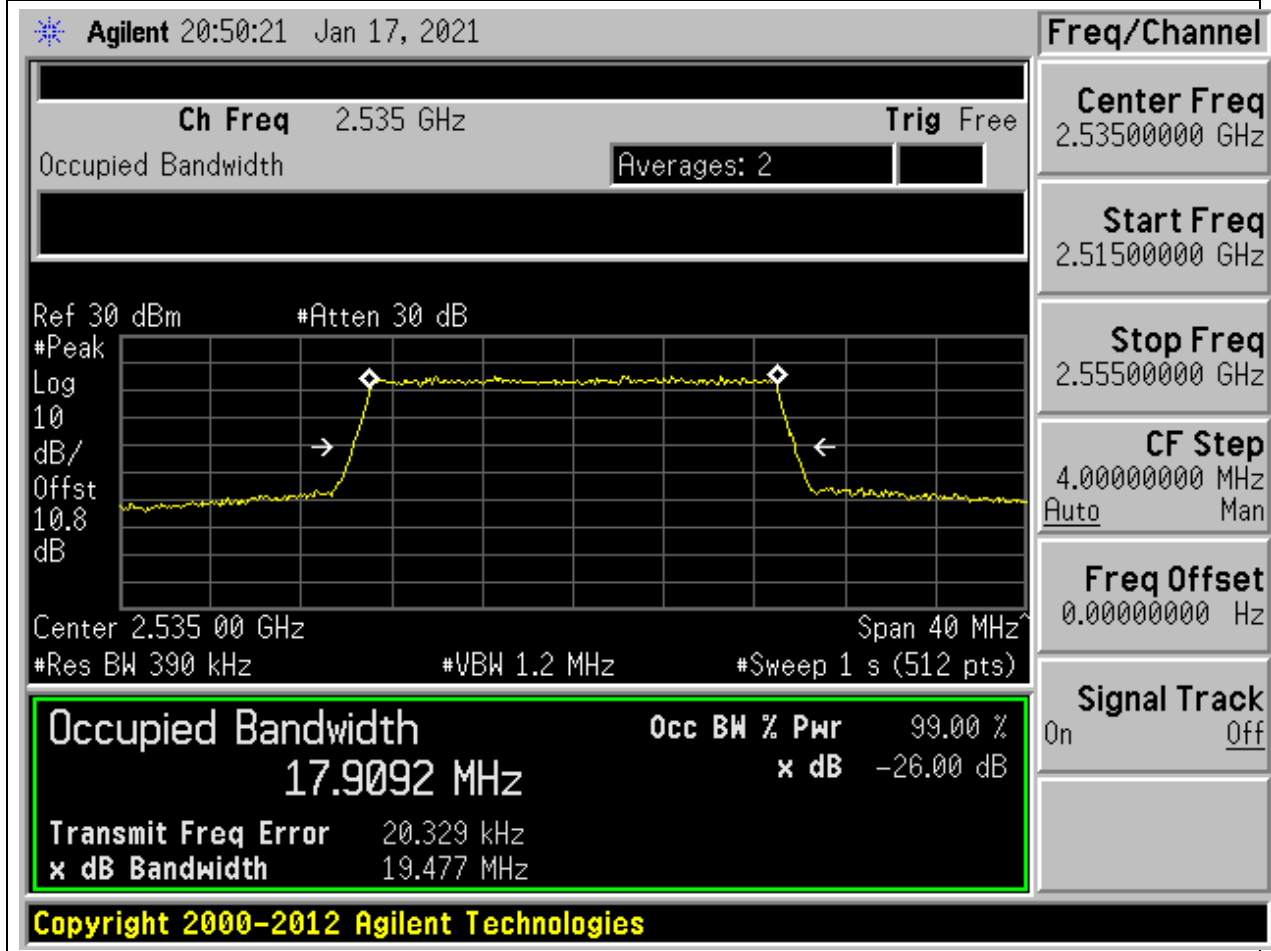 Agilent 20:50:21 Jan 17, 2021
Ch Freq 2.535 GHz Trig Free
Occupied Bandwidth Averages: 2
Ref 30 dBm #Atten 30 dB
#Peak
Log
10
dB/
Offst
10.8
dB
Center 2.535 00 GHz Span 40 MHz^
#Res BW 390 kHz #VBW 1.2 MHz #Sweep 1 s (512 pts)
Occupied Bandwidth Occ BW % Pwr 99.00 %
17.9092 MHz x dB -26.00 dB
Transmit Freq Error 20.329 kHz
x dB Bandwidth 19.477 MHz
Copyright 2000-2012 Agilent Technologies
Freq/Channel
Center Freq
2.53500000 GHz
Start Freq
2.51500000 GHz
Stop Freq
2.55500000 GHz
CF Step
4.00000000 MHz
Auto Man
Freq Offset
0.00000000 Hz
Signal Track
On Off